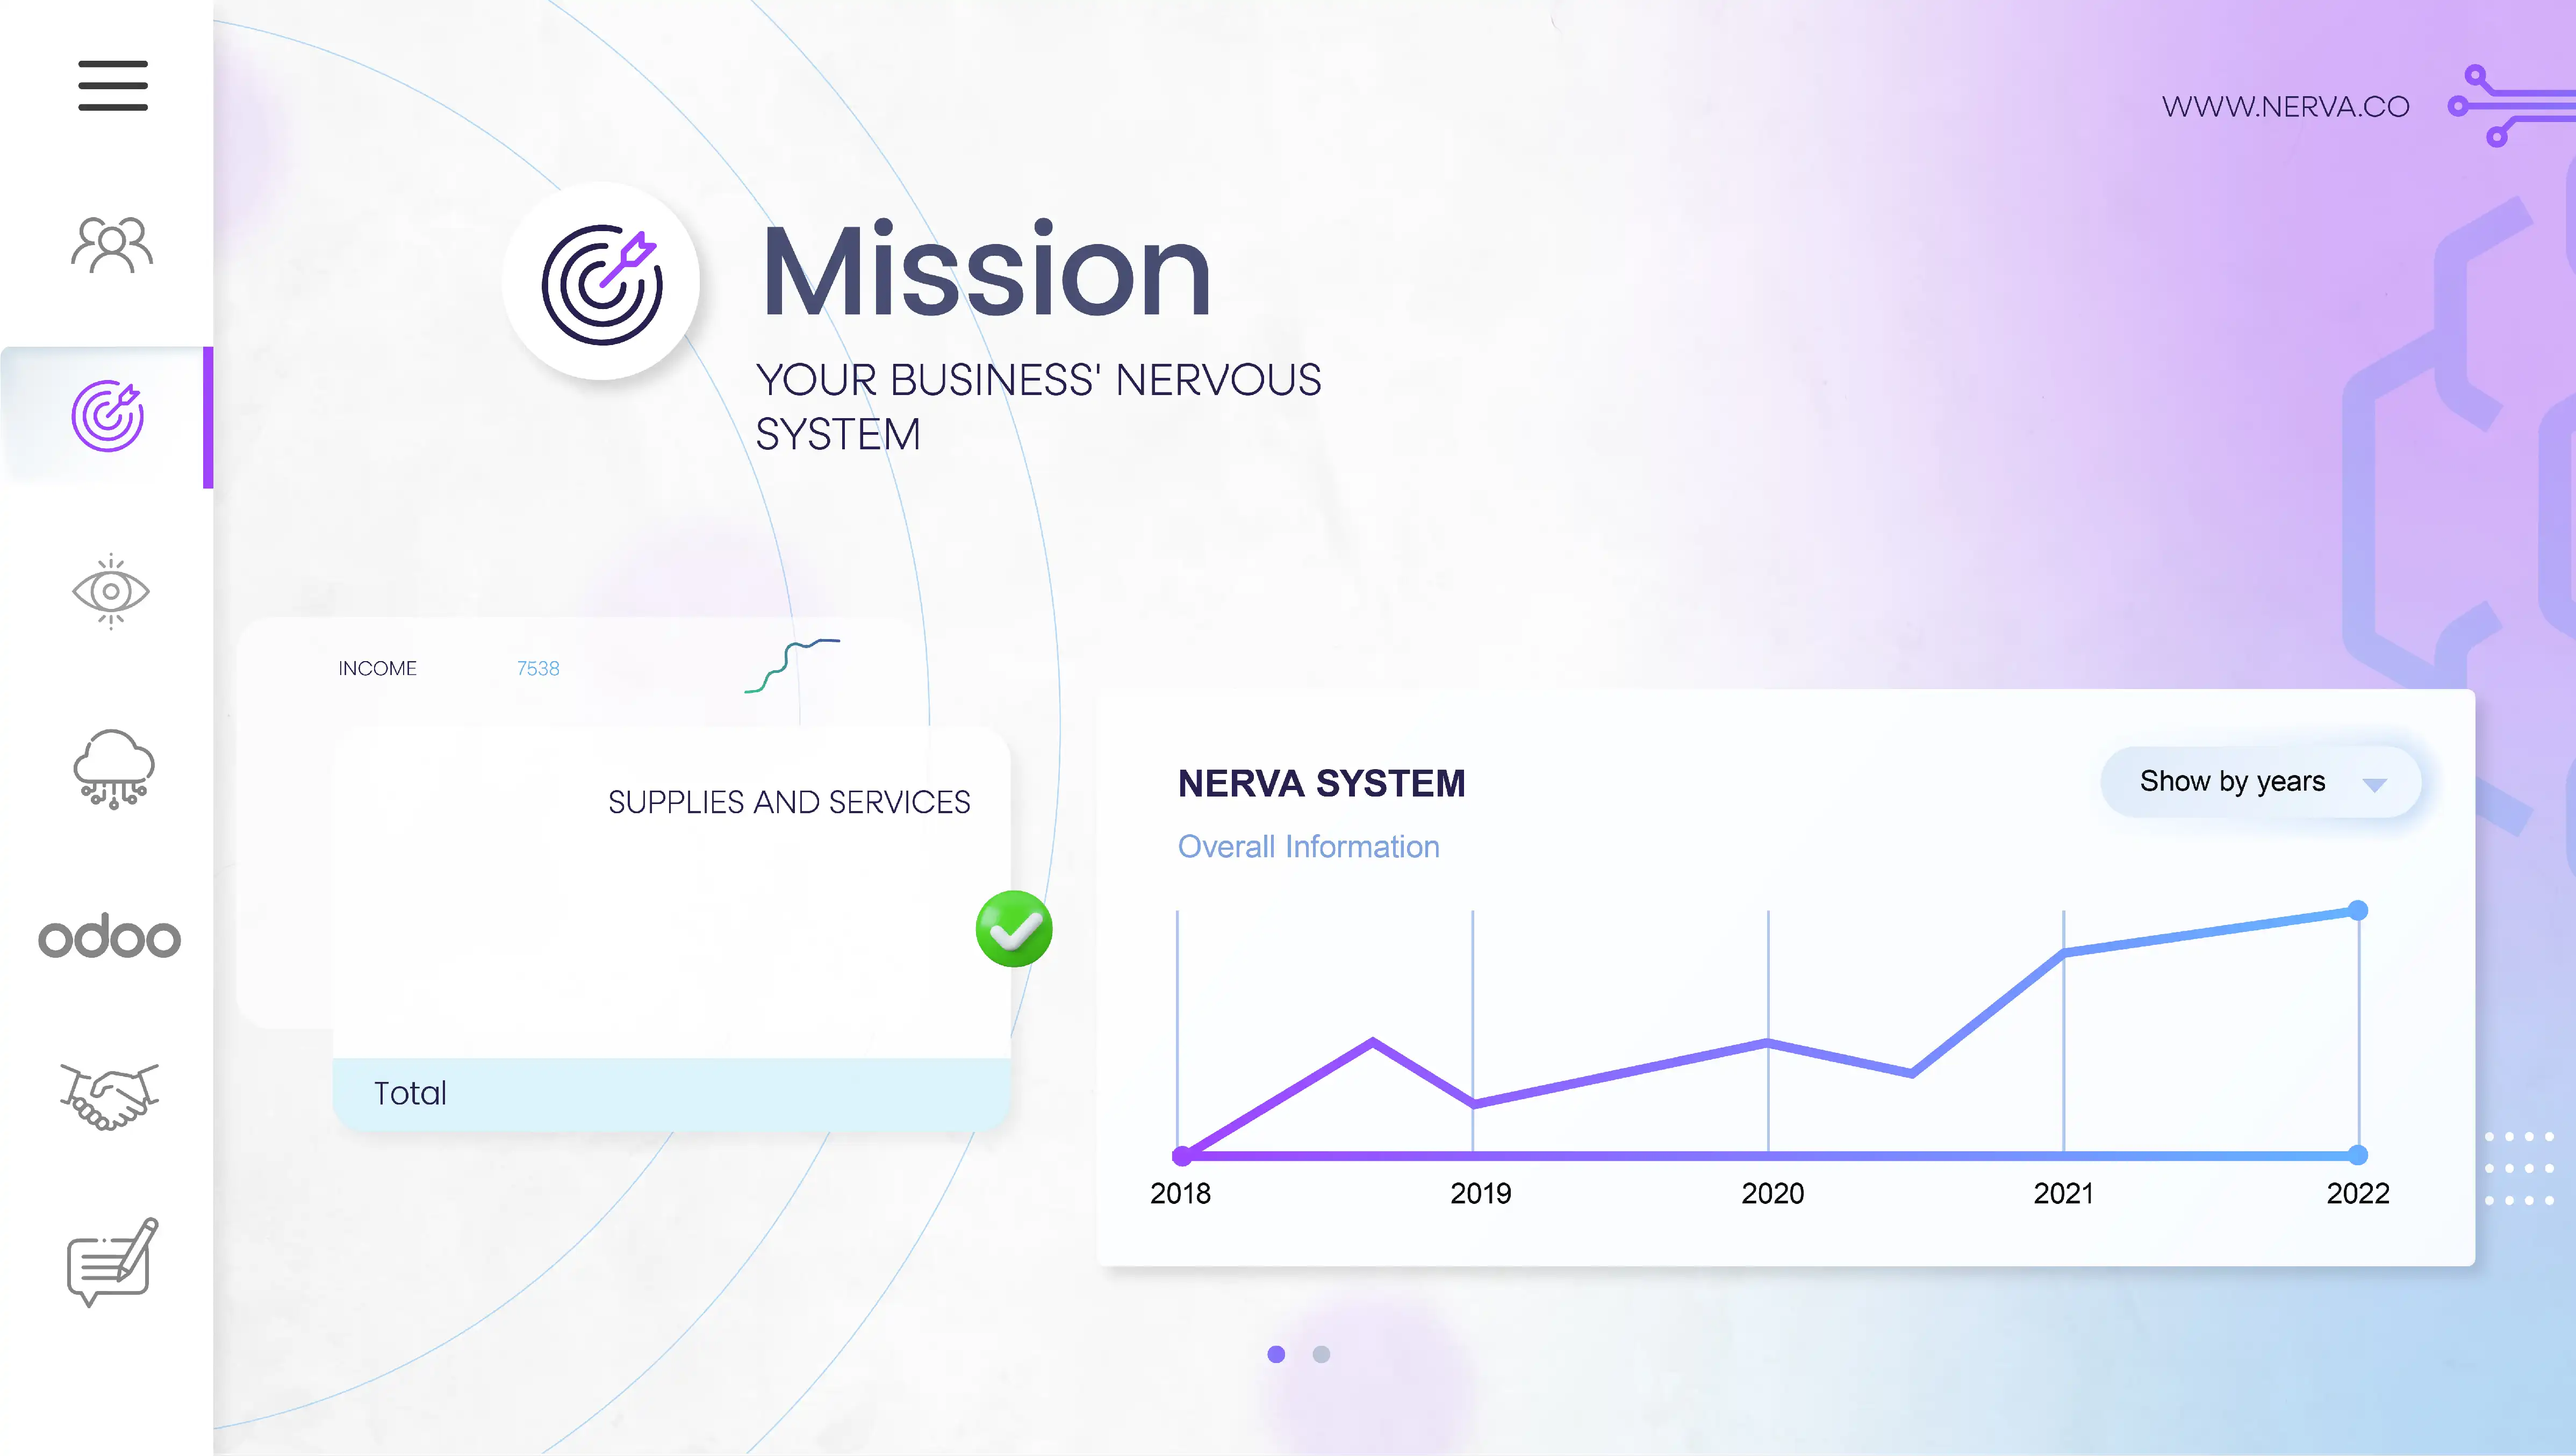 WWW.NERVA.CO
Mission
YOUR BUSINESS' NERVOUS
SYSTEM
INCOME 7538
SUPPLIES AND SERVICES
Total
NERVA SYSTEM
Show by years
Overall Information
2018 2019 2020 2021 2022
odoo